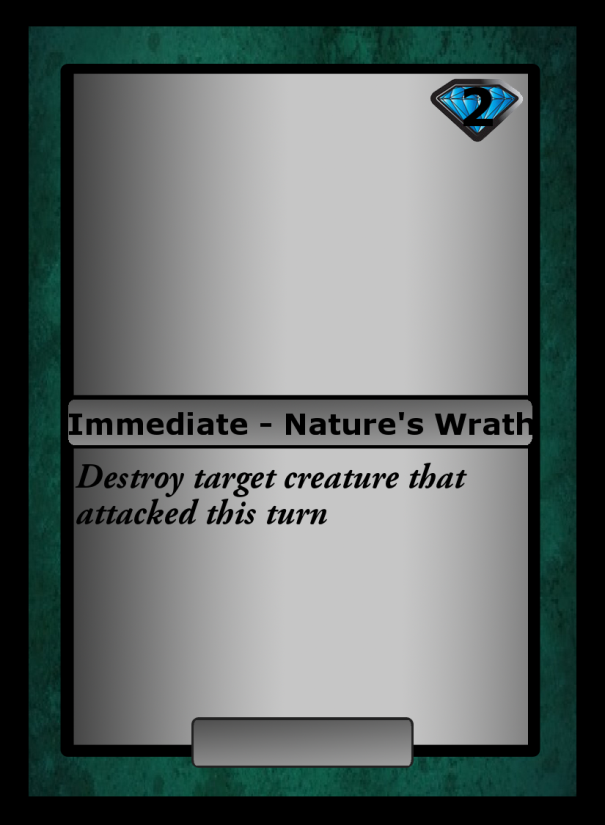 2
Immediate - Nature's Wrath
Destroy target creature that
attacked this turn